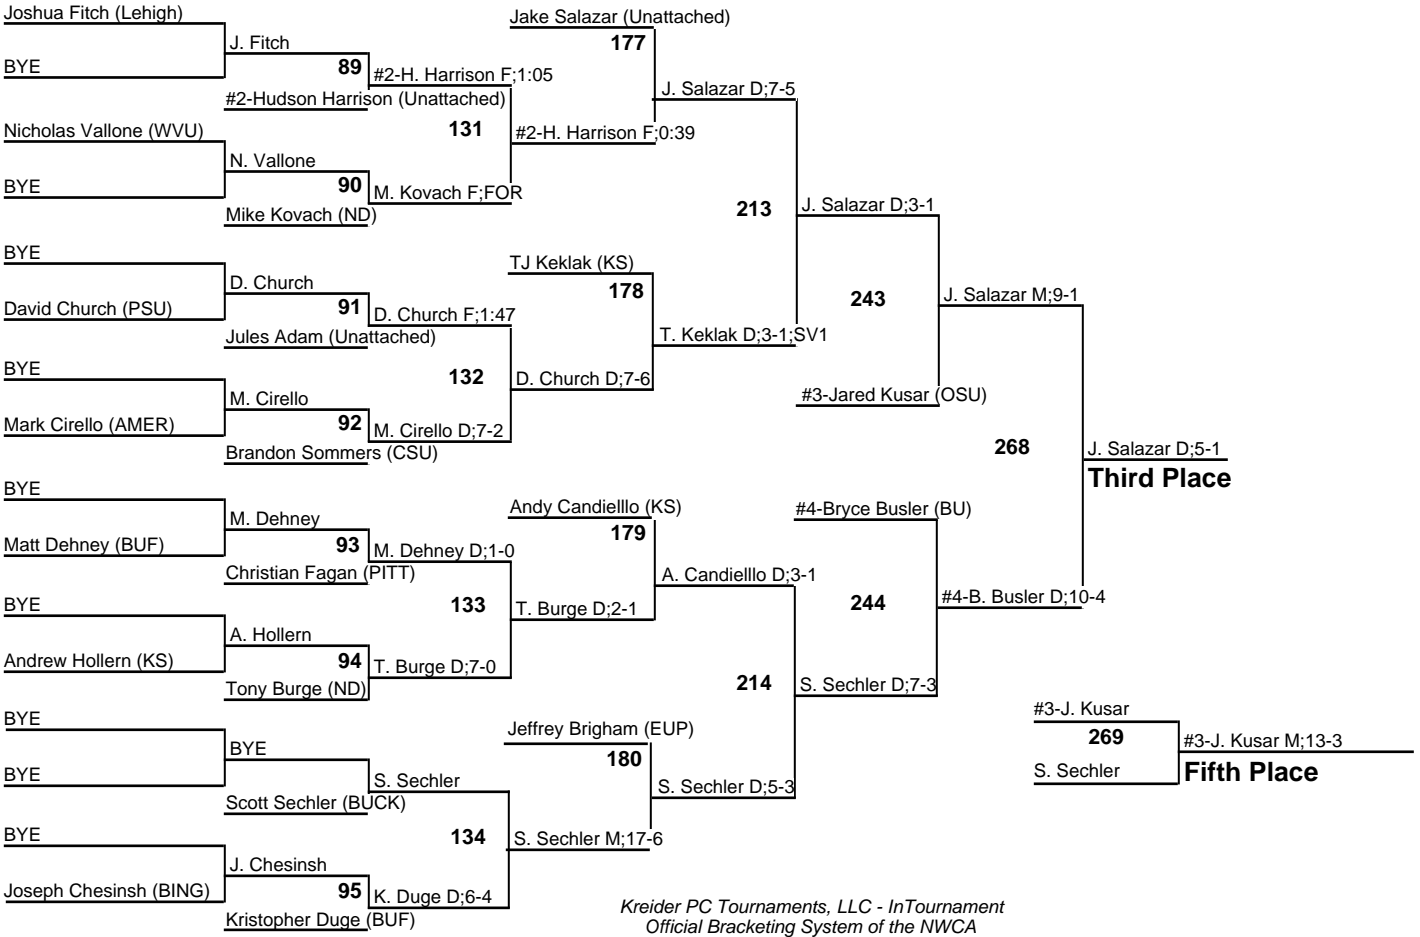 Joshua Fitch (Lehigh)
BYE
J. Fitch
89
#2-Hudson Harrison (Unattached)
#2-H. Harrison F;1:05
Nicholas Vallone (WVU)
BYE
N. Vallone
90
Mike Kovach (ND)
M. Kovach F;FOR
131
#2-H. Harrison F;0:39
Jake Salazar (Unattached)
177
J. Salazar D;7-5
BYE
David Church (PSU)
D. Church
91
Jules Adam (Unattached)
D. Church F;1:47
BYE
Mark Cirello (AMER)
M. Cirello
92
Brandon Sommers (CSU)
M. Cirello D;7-2
132
D. Church D;7-6
TJ Keklak (KS)
178
T. Keklak D;3-1;SV1
213
J. Salazar D;3-1
243
#3-Jared Kusar (OSU)
J. Salazar M;9-1
BYE
Matt Dehney (BUF)
M. Dehney
93
Christian Fagan (PITT)
M. Dehney D;1-0
BYE
Andrew Hollern (KS)
A. Hollern
94
Tony Burge (ND)
T. Burge D;7-0
133
T. Burge D;2-1
Andy Candielllo (KS)
179
A. Candielllo D;3-1
BYE
BYE
BYE
Scott Sechler (BUCK)
S. Sechler
BYE
Joseph Chesinsh (BING)
J. Chesinsh
95
Kristopher Duge (BUF)
K. Duge D;6-4
134
S. Sechler M;17-6
Jeffrey Brigham (EUP)
180
S. Sechler D;5-3
214
S. Sechler D;7-3
#4-Bryce Busler (BU)
244
#4-B. Busler D;10-4
268
J. Salazar D;5-1
Third Place
#3-J. Kusar
269
S. Sechler
#3-J. Kusar M;13-3
Fifth Place
Kreider PC Tournaments, LLC - InTournament
Official Bracketing System of the NWCA